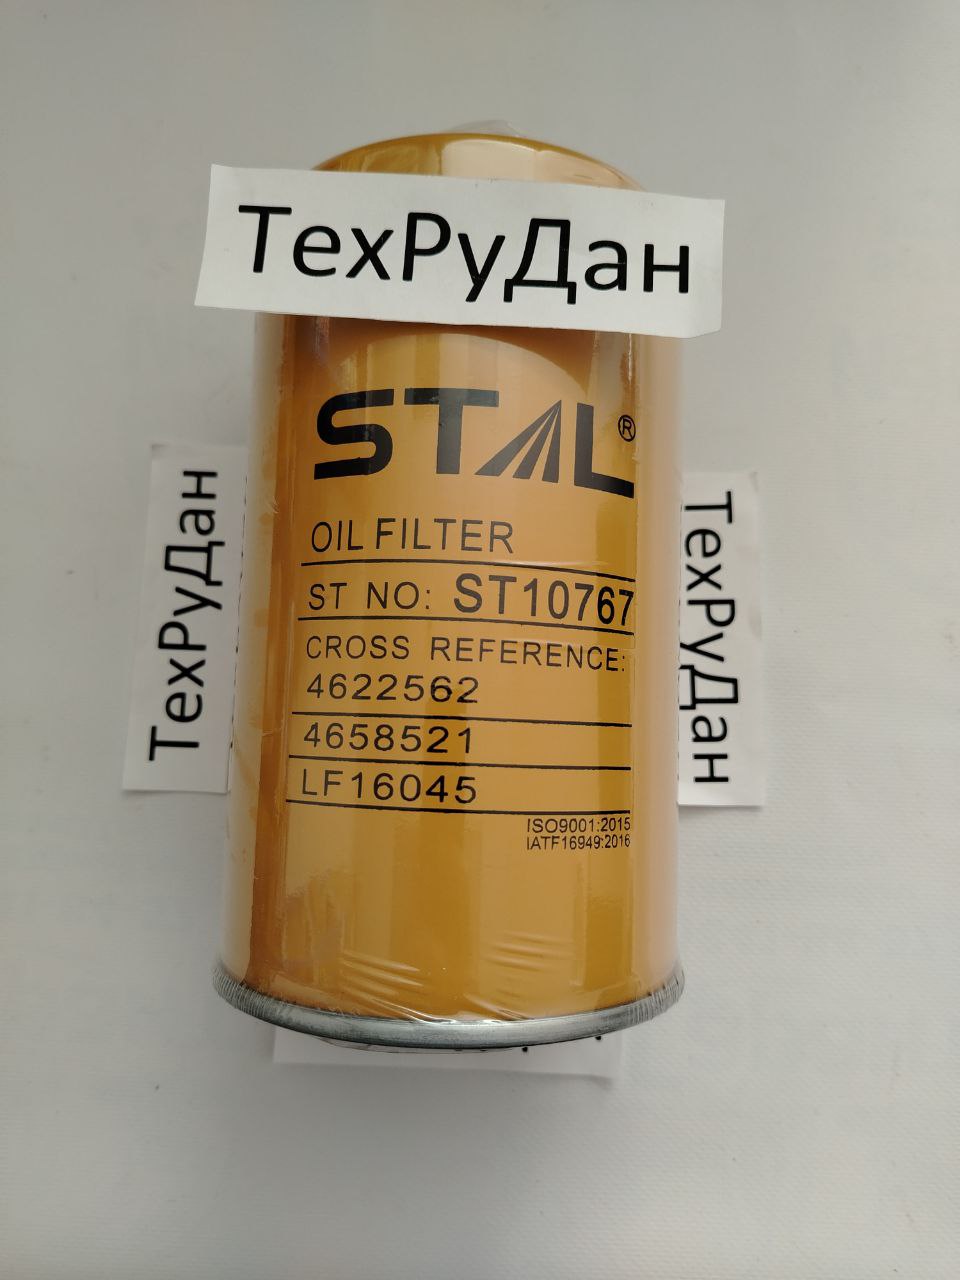 ТехРуДан
STAL®
OIL FILTER
ST NO: ST10767
CROSS REFERENCE:
4622562
4658521
LF16045
ISO9001:2015
IATF16949:2016
ТехРуДан
ТехРуДан